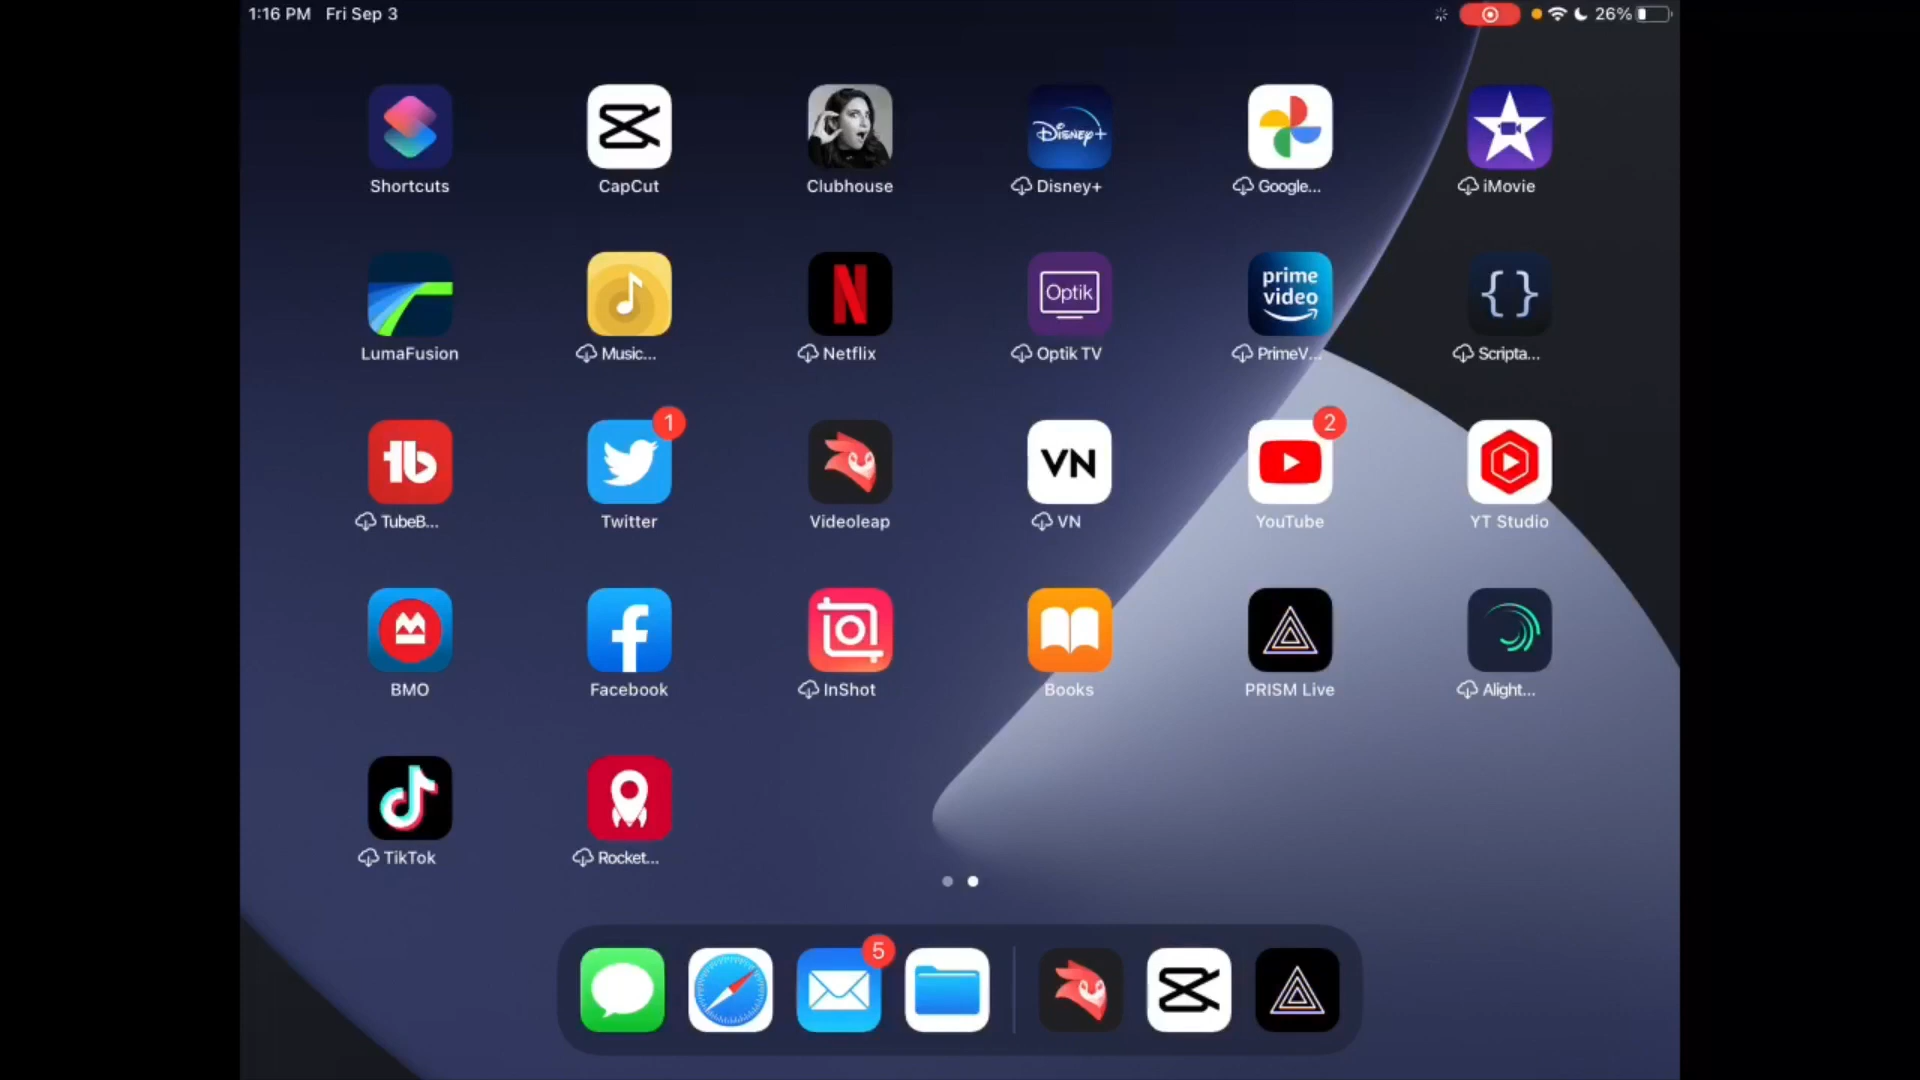 1:16 PM Fri Sep 3 26%
Shortcuts CapCut Clubhouse Disney+ Google... iMovie
Optik prime video { }
LumaFusion Music... Netflix Optik TV PrimeV... Scripta...
1 2
VN
TubeB... Twitter Videoleap VN YouTube YT Studio
BMO Facebook InShot Books PRISM Live Alight...
TikTok Rocket...
5